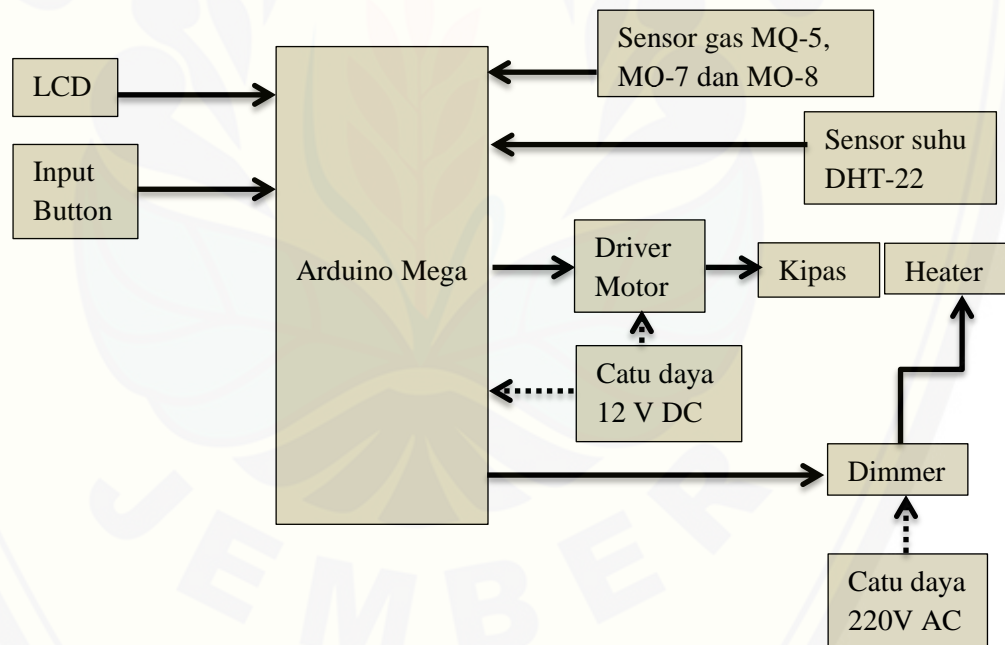 Sensor gas MQ-5,
MO-7 dan MO-8
LCD
Sensor suhu
DHT-22
Input
Button
Driver
Motor
Arduino Mega
Kipas
Heater
Catu daya
12 V DC
Dimmer
Catu daya
220V AC
JEMBER